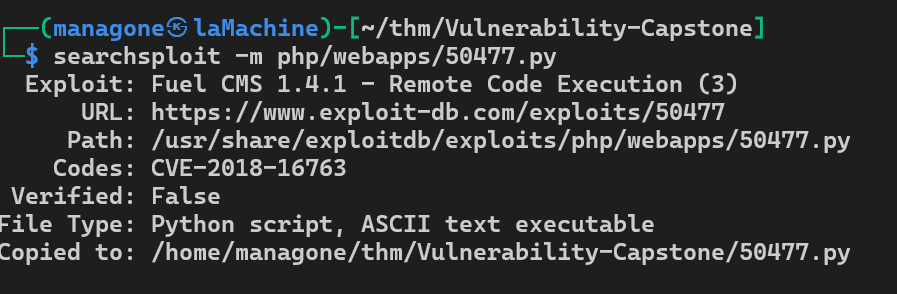 (managone㉿laMachine)-[~/thm/Vulnerability-Capstone]
$ searchsploit -m php/webapps/50477.py
Exploit: Fuel CMS 1.4.1 - Remote Code Execution (3)
URL: https://www.exploit-db.com/exploits/50477
Path: /usr/share/exploitdb/exploits/php/webapps/50477.py
Codes: CVE-2018-16763
Verified: False
File Type: Python script, ASCII text executable
Copied to: /home/managone/thm/Vulnerability-Capstone/50477.py